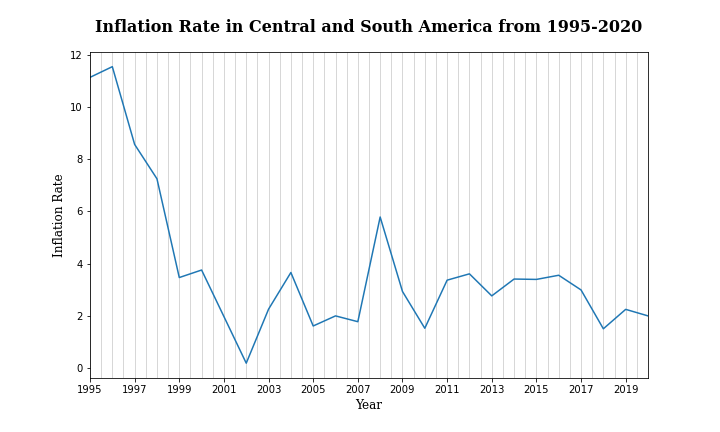 Inflation Rate in Central and South America from 1995-2020
12
10
8
6
4
2
0
Inflation Rate
1995 1997 1999 2001 2003 2005 2007 2009 2011 2013 2015 2017 2019
Year